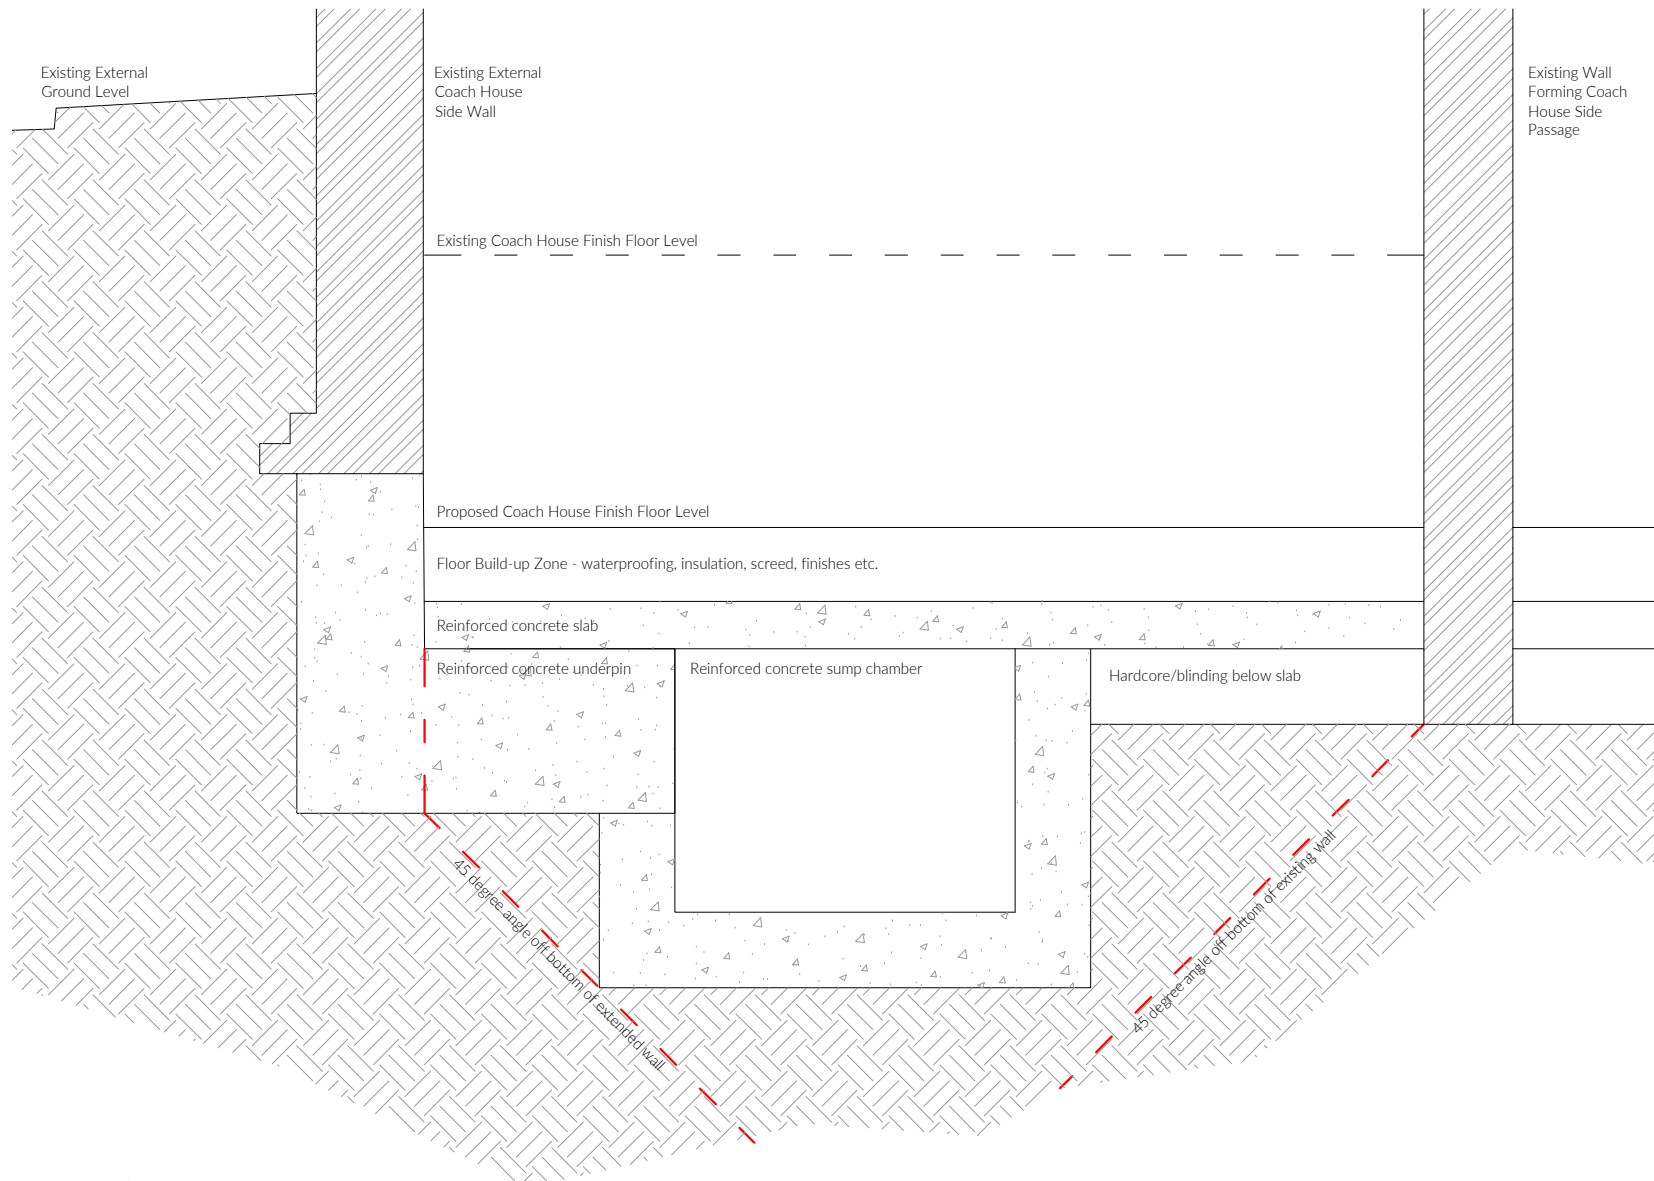 Existing External
Ground Level
Existing External
Coach House
Side Wall
Existing Wall
Forming Coach
House Side
Passage
Existing Coach House Finish Floor Level
Proposed Coach House Finish Floor Level
Floor Build-up Zone - waterproofing, insulation, screed, finishes etc.
Reinforced concrete slab
Reinforced concrete underpin
Reinforced concrete sump chamber
Hardcore/blinding below slab
45 degree angle off bottom of extended wall
45 degree angle off bottom of existing wall